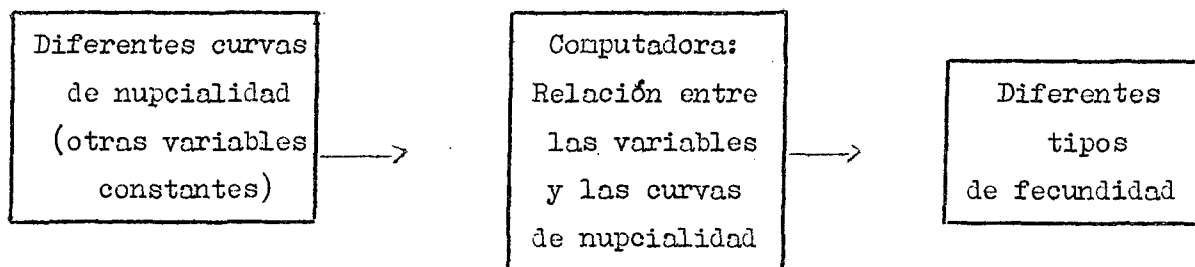 Diferentes curvas
de nupcialidad
(otras variables
constantes)
Computadora:
Relación entre
las variables
y las curvas
de nupcialidad
Diferentes
tipos
de fecundidad